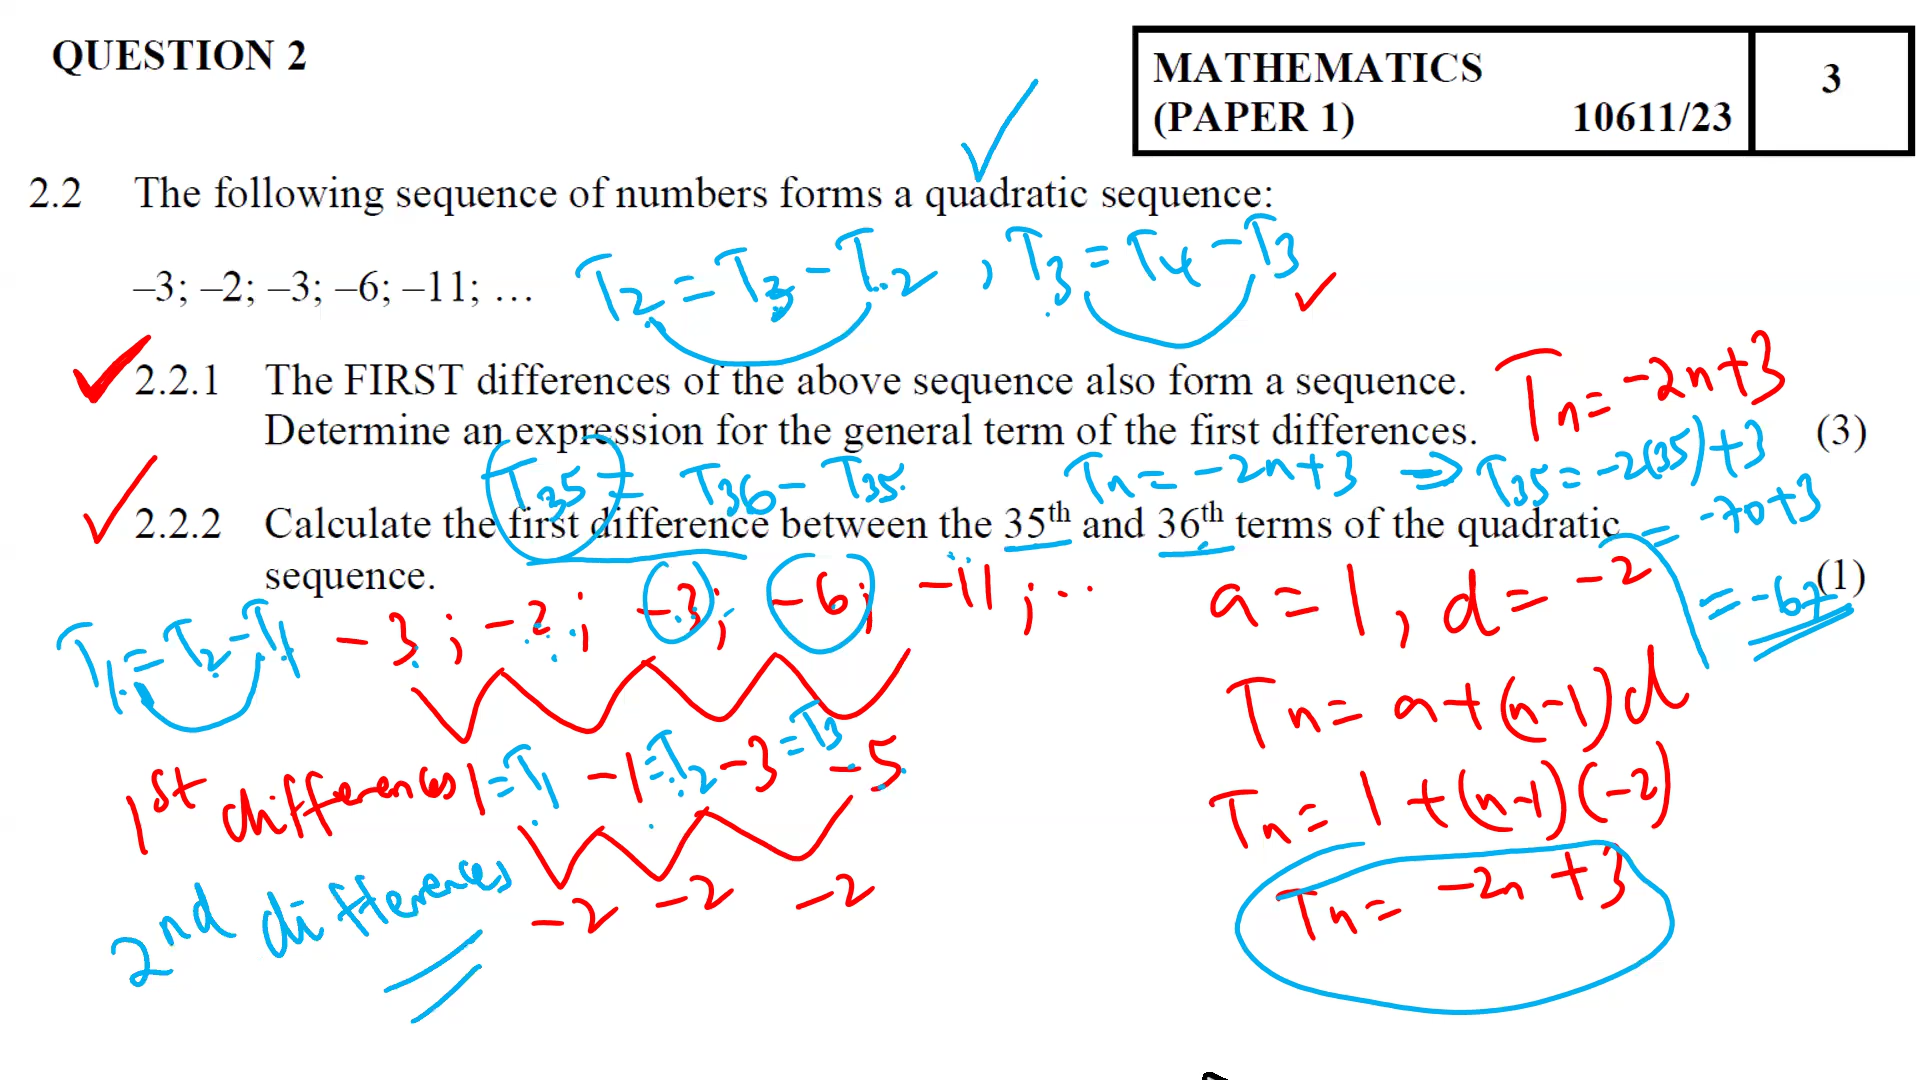 QUESTION 2
MATHEMATICS
(PAPER 1) 10611/23
3
2.2 The following sequence of numbers forms a quadratic sequence:
–3; –2; –3; –6; –11; …
T2 = T3 – T2 , T3 = T4 – T3
2.2.1 The FIRST differences of the above sequence also form a sequence.
Determine an expression for the general term of the first differences. (3)
Tn = -2n+3
T35 = T36 – T35
Tn = -2n+3 ⇒ T35 = -2(35)+3
= -70+3
= -67
2.2.2 Calculate the first difference between the 35th and 36th terms of the quadratic
sequence. (1)
T1 = T2 – T1
-3 ; -2 ; -3 ; -6 ; -11 ; ...
1st differences 1 = T1 -1 = T2 -3 = T3 -5
2nd differences -2 -2 -2
a = 1 , d = -2
Tn = a+(n-1)d
Tn = 1 + (n-1)(-2)
Tn = -2n + 3